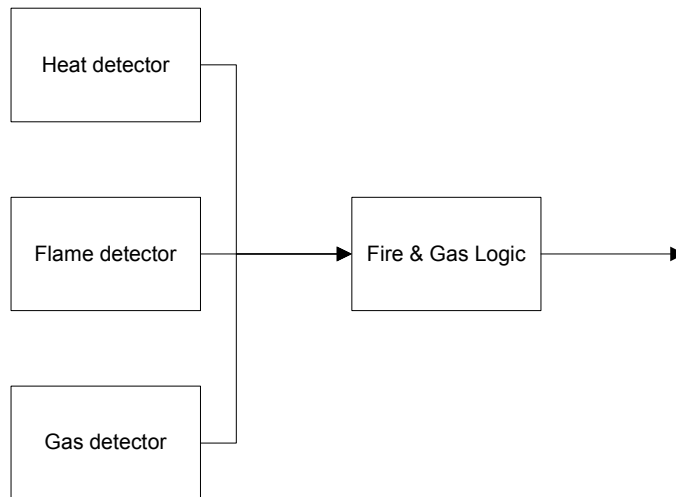 Heat detector
Flame detector
Fire & Gas Logic
Gas detector